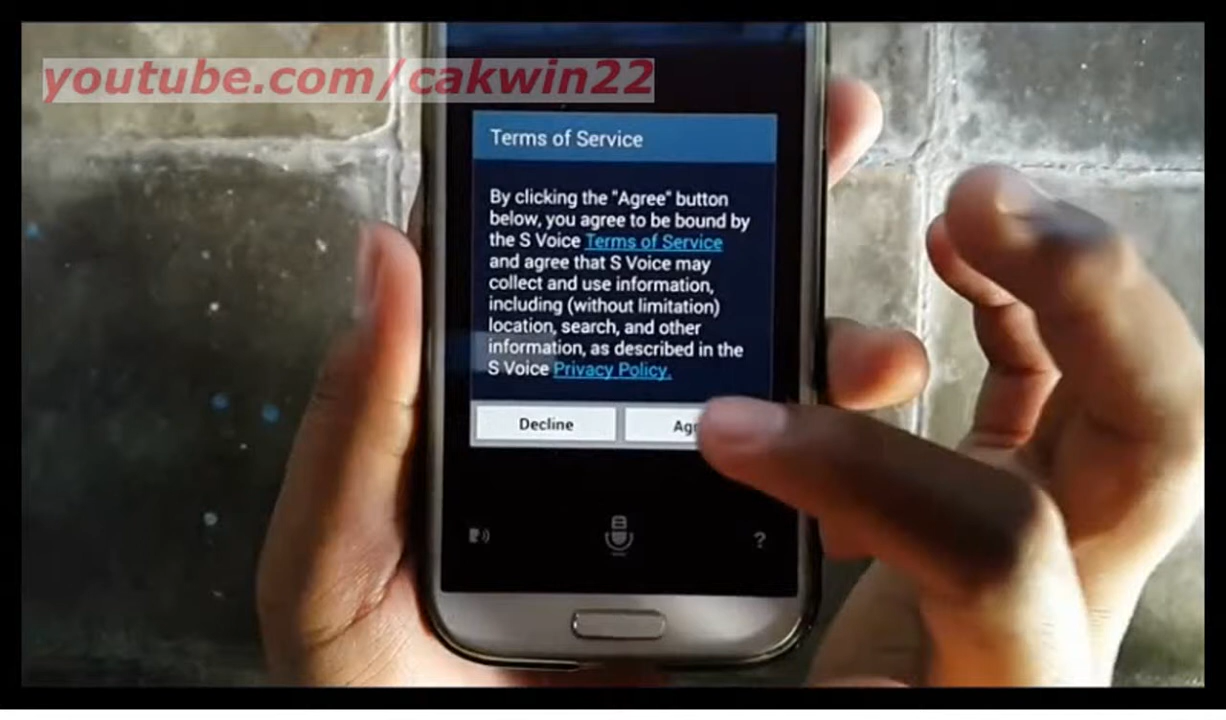 youtube.com/cakwin22
Terms of Service
By clicking the "Agree" button
below, you agree to be bound by
the S Voice Terms of Service
and agree that S Voice may
collect and use information,
including (without limitation)
location, search, and other
information, as described in the
S Voice Privacy Policy.
Decline
?